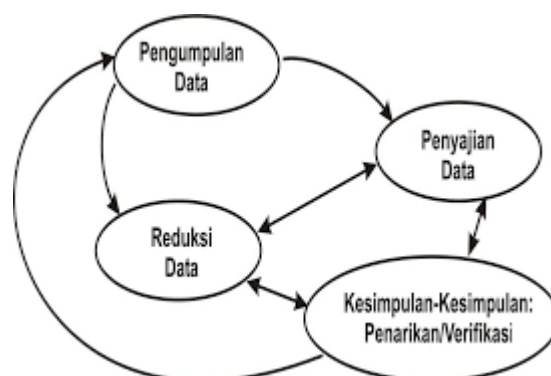 Pengumpulan
Data
Penyajian
Data
Reduksi
Data
Kesimpulan-Kesimpulan:
Penarikan/Verifikasi